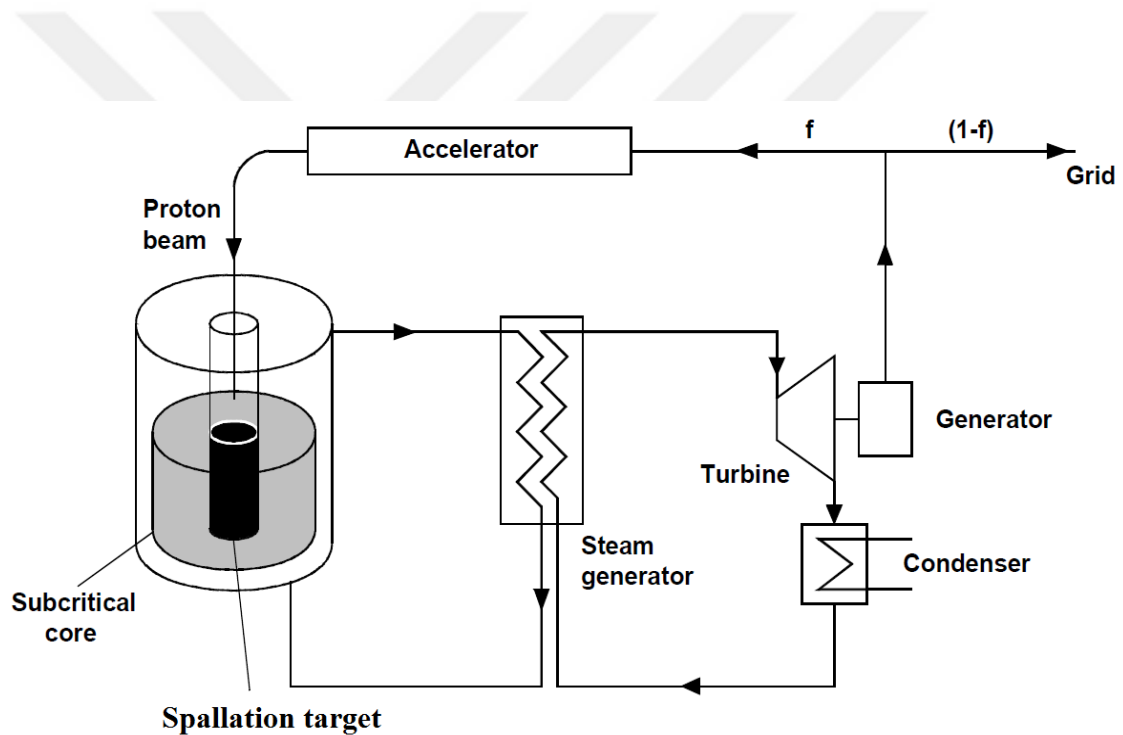 f
(1-f)
Accelerator
Grid
Proton
beam
Generator
Turbine
Steam
generator
Condenser
Subcritical
core
Spallation target